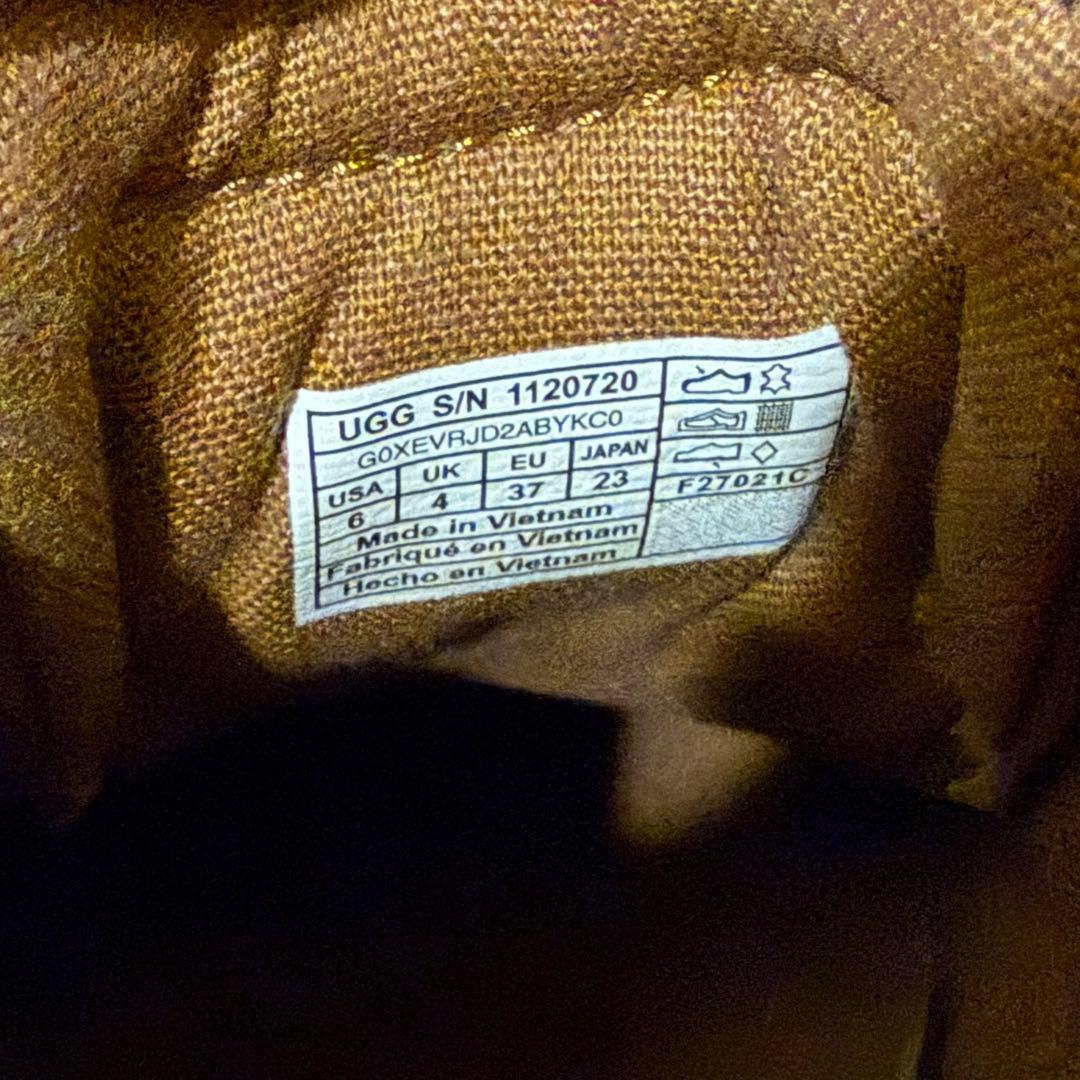 UGG S/N 1120720
G0XEVRJD2ABYKC0
USA UK EU JAPAN
6 4 37 23
Made in Vietnam
Fabriqué en Vietnam
Hecho en Vietnam
F27021C